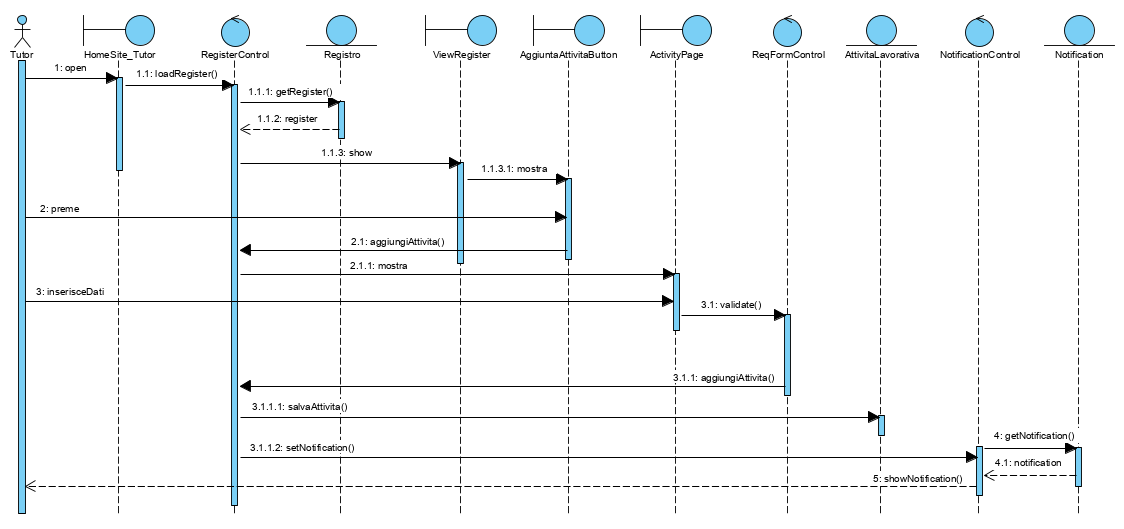 Tutor
HomeSite_Tutor
RegisterControl
Registro
ViewRegister
AggiuntaAttivitaButton
ActivityPage
ReqFormControl
AttivitaLavorativa
NotificationControl
Notification
1: open
1.1: loadRegister()
1.1.1: getRegister()
1.1.2: register
1.1.3: show
1.1.3.1: mostra
2: preme
2.1: aggiungiAttivita()
2.1.1: mostra
3: inserisceDati
3.1: validate()
3.1.1: aggiungiAttivita()
3.1.1.1: salvaAttivita()
4: getNotification()
3.1.1.2: setNotification()
4.1: notification
5: showNotification()